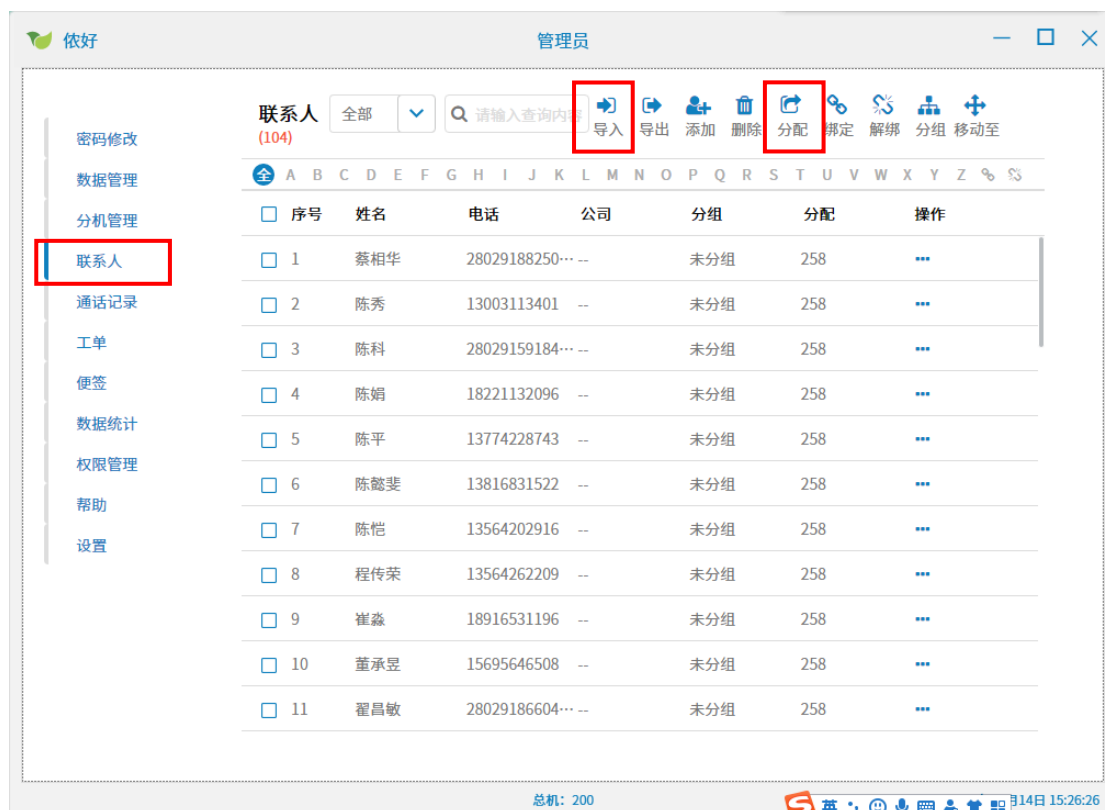 侬好
管理员
密码修改
数据管理
分机管理
联系人
通话记录
工单
便签
数据统计
权限管理
帮助
设置
联系人 全部 请输入查询内容 导入 导出 添加 删除 分配 绑定 解绑 分组 移动至
(104)
全 A B C D E F G H I J K L M N O P Q R S T U V W X Y Z
序号 姓名 电话 公司 分组 分配 操作
1 蔡相华 28029188250… -- 未分组 258
2 陈秀 13003113401 -- 未分组 258
3 陈科 28029159184… -- 未分组 258
4 陈娟 18221132096 -- 未分组 258
5 陈平 13774228743 -- 未分组 258
6 陈懿斐 13816831522 -- 未分组 258
7 陈恺 13564202916 -- 未分组 258
8 程传荣 13564262209 -- 未分组 258
9 崔淼 18916531196 -- 未分组 258
10 董承昱 15695646508 -- 未分组 258
11 翟昌敏 28029186604… -- 未分组 258
总机: 200
英
月14日 15:26:26